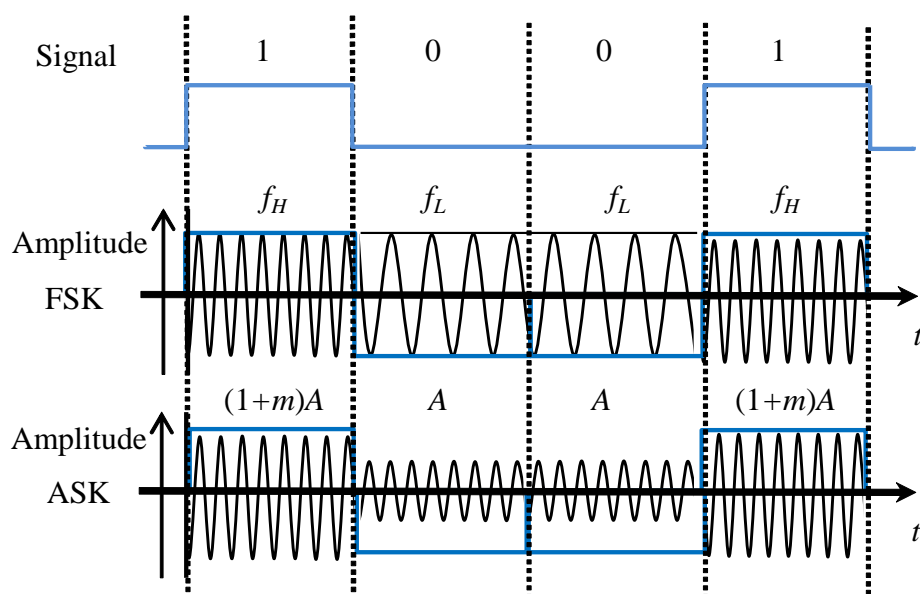 Signal 1 0 0 1
f_H f_L f_L f_H
Amplitude
FSK
t
(1+m)A A A (1+m)A
Amplitude
ASK
t